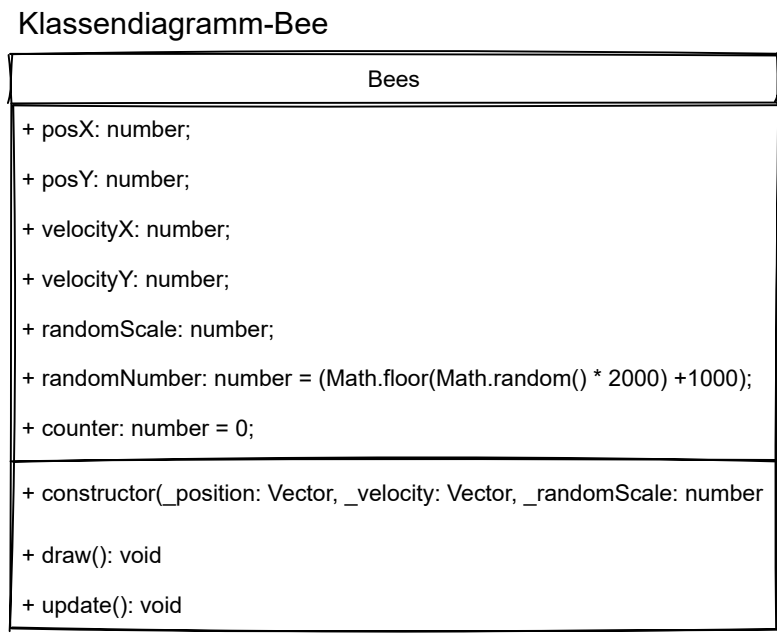 Klassendiagramm-Bee
Bees
+ posX: number;
+ posY: number;
+ velocityX: number;
+ velocityY: number;
+ randomScale: number;
+ randomNumber: number = (Math.floor(Math.random() * 2000) +1000);
+ counter: number = 0;
+ constructor(_position: Vector, _velocity: Vector, _randomScale: number
+ draw(): void
+ update(): void